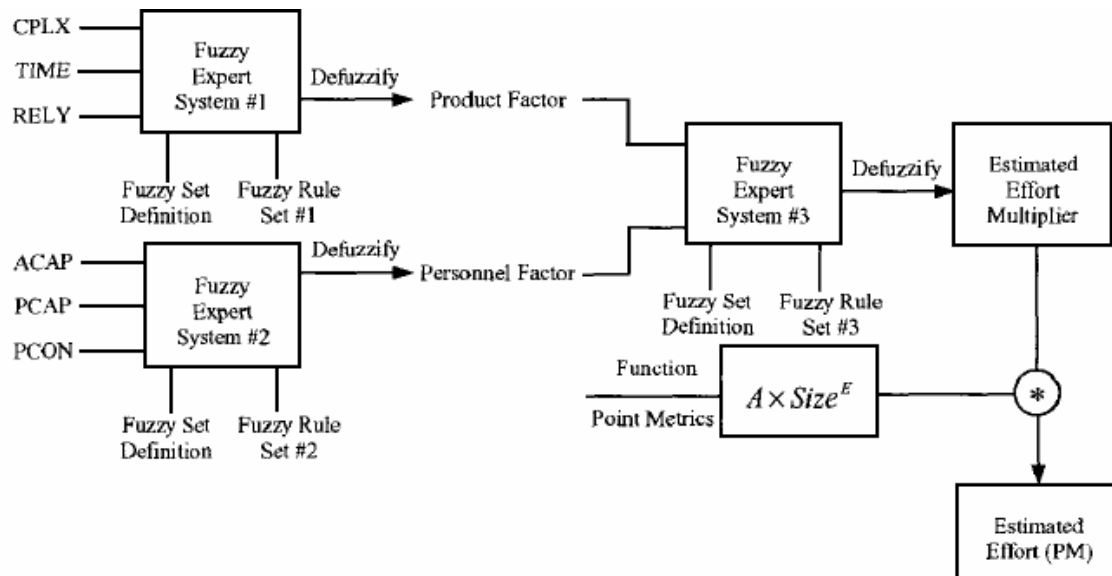 CPLX
TIME
RELY
Fuzzy
Expert
System #1
Defuzzify
Product Factor
Fuzzy Set
Definition
Fuzzy Rule
Set #1
ACAP
PCAP
PCON
Fuzzy
Expert
System #2
Defuzzify
Personnel Factor
Fuzzy Set
Definition
Fuzzy Rule
Set #2
Fuzzy
Expert
System #3
Defuzzify
Estimated
Effort
Multiplier
Fuzzy Set
Definition
Fuzzy Rule
Set #3
Function
Point Metrics
A × Size^E
*
Estimated
Effort (PM)